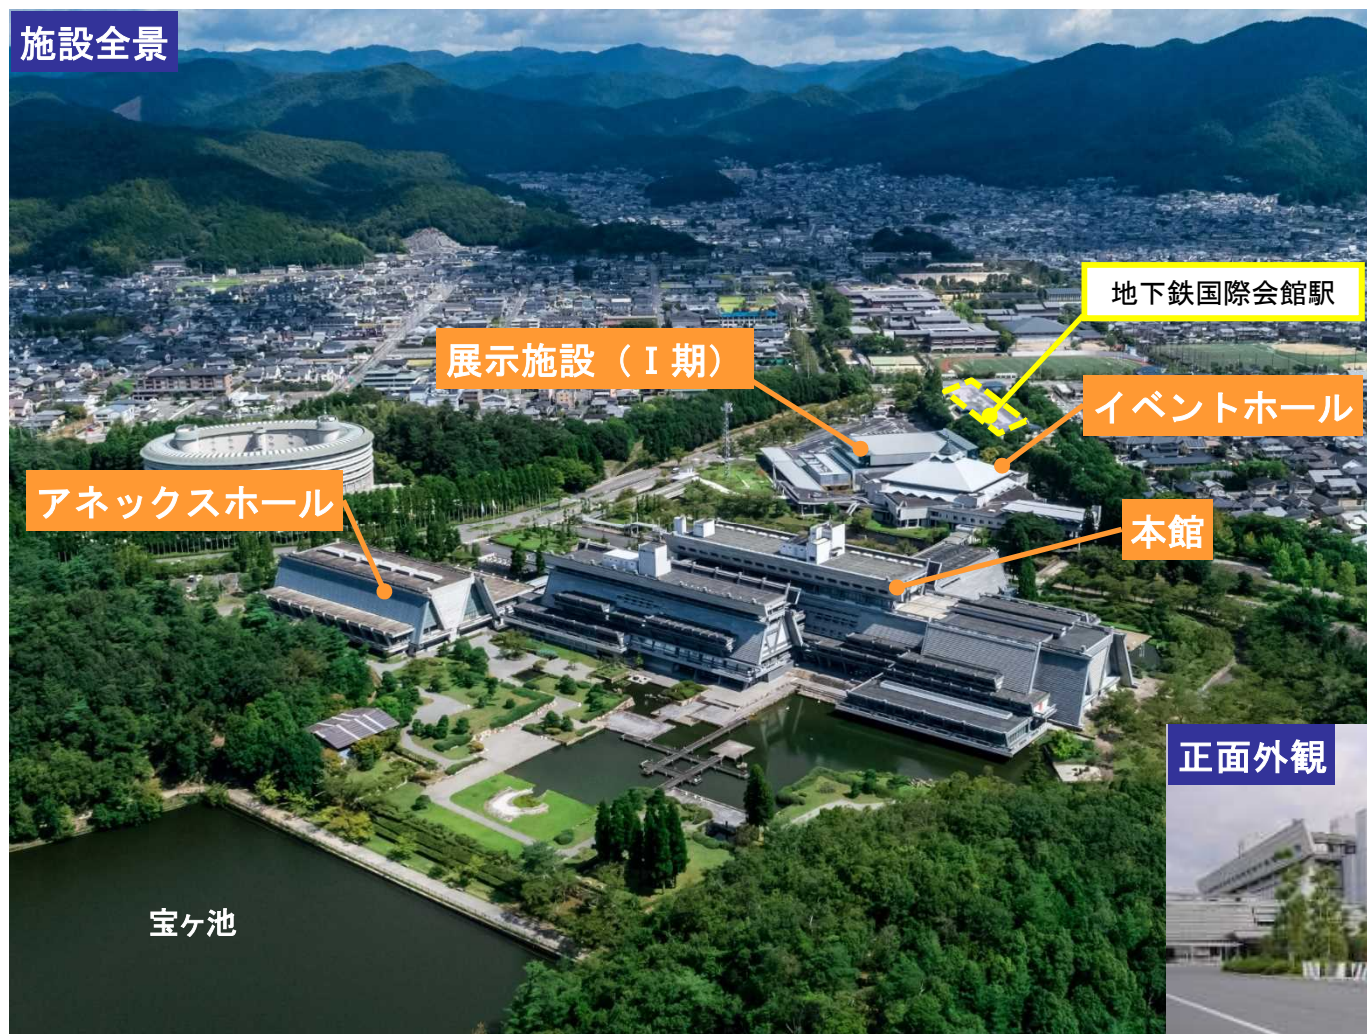 施設全景
地下鉄国際会館駅
展示施設（Ⅰ期）
イベントホール
アネックスホール
本館
正面外観
宝ヶ池